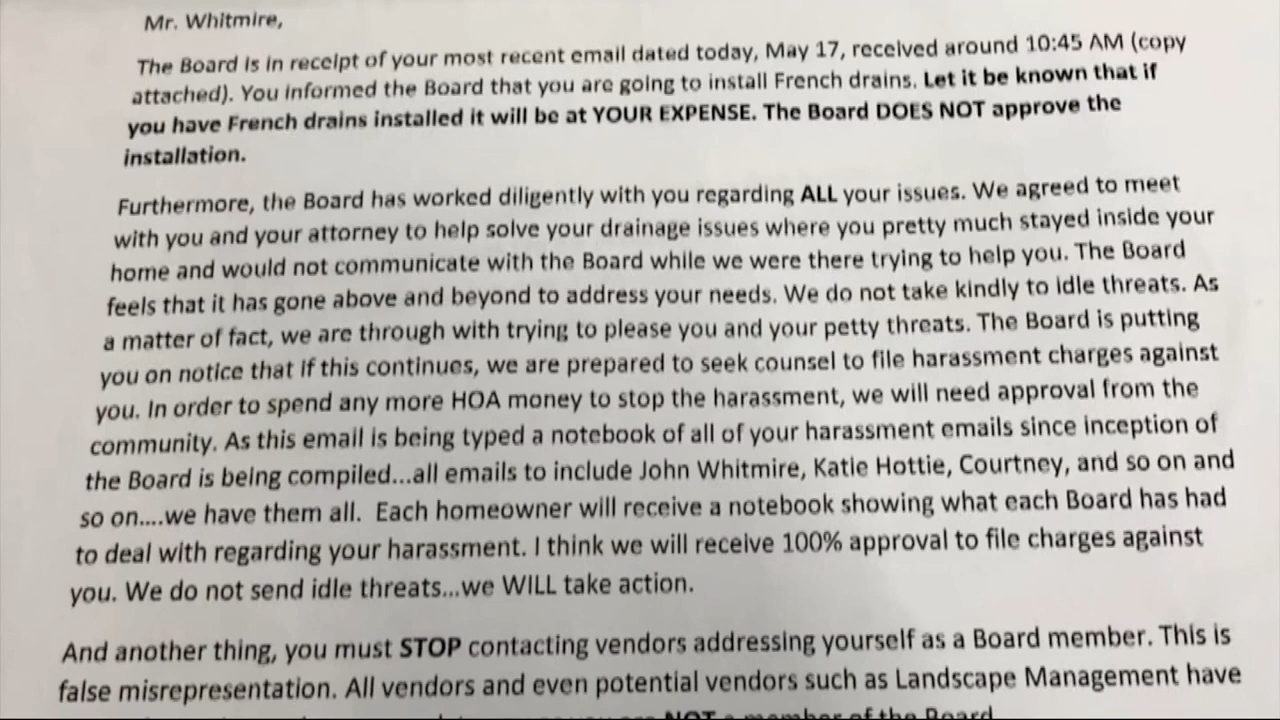 Mr. Whitmire,
The Board is in receipt of your most recent email dated today, May 17, received around 10:45 AM (copy
attached). You informed the Board that you are going to install French drains. Let it be known that if
you have French drains installed it will be at YOUR EXPENSE. The Board DOES NOT approve the
installation.
Furthermore, the Board has worked diligently with you regarding ALL your issues. We agreed to meet
with you and your attorney to help solve your drainage issues where you pretty much stayed inside your
home and would not communicate with the Board while we were there trying to help you. The Board
feels that it has gone above and beyond to address your needs. We do not take kindly to idle threats. As
a matter of fact, we are through with trying to please you and your petty threats. The Board is putting
you on notice that if this continues, we are prepared to seek counsel to file harassment charges against
you. In order to spend any more HOA money to stop the harassment, we will need approval from the
community. As this email is being typed a notebook of all of your harassment emails since inception of
the Board is being compiled...all emails to include John Whitmire, Katie Hottie, Courtney, and so on and
so on....we have them all. Each homeowner will receive a notebook showing what each Board has had
to deal with regarding your harassment. I think we will receive 100% approval to file charges against
you. We do not send idle threats...we WILL take action.
And another thing, you must STOP contacting vendors addressing yourself as a Board member. This is
false misrepresentation. All vendors and even potential vendors such as Landscape Management have
NOT a member of the Board